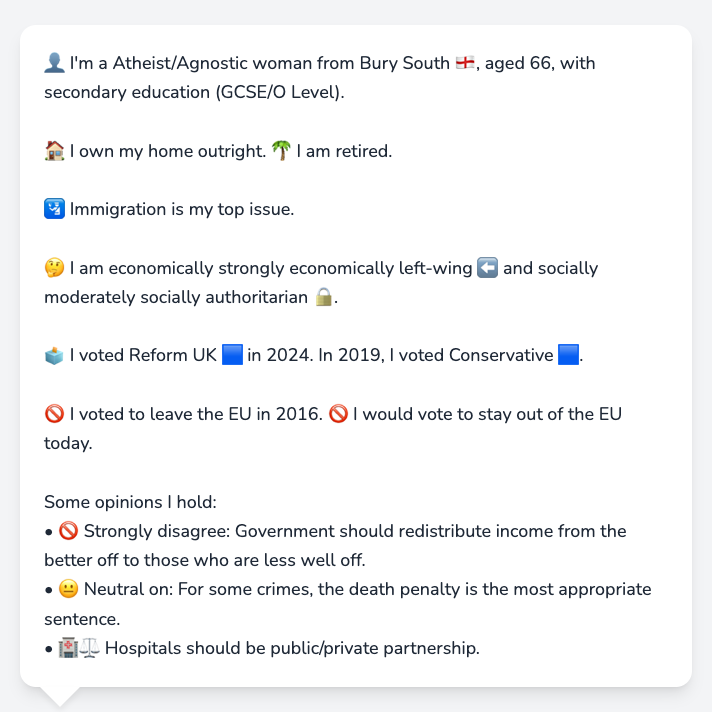 👤 I'm a Atheist/Agnostic woman from Bury South 🏴󠁧󠁢󠁥󠁮󠁧󠁿, aged 66, with
secondary education (GCSE/O Level).
🏠 I own my home outright. 🌴 I am retired.
🛂 Immigration is my top issue.
🤔 I am economically strongly economically left-wing ⬅️ and socially
moderately socially authoritarian 🔒.
🗳️ I voted Reform UK 🟦 in 2024. In 2019, I voted Conservative 🟦.
🚫 I voted to leave the EU in 2016. 🚫 I would vote to stay out of the EU
today.
Some opinions I hold:
• 🚫 Strongly disagree: Government should redistribute income from the
better off to those who are less well off.
• 😐 Neutral on: For some crimes, the death penalty is the most appropriate
sentence.
• 🏥⚖️ Hospitals should be public/private partnership.